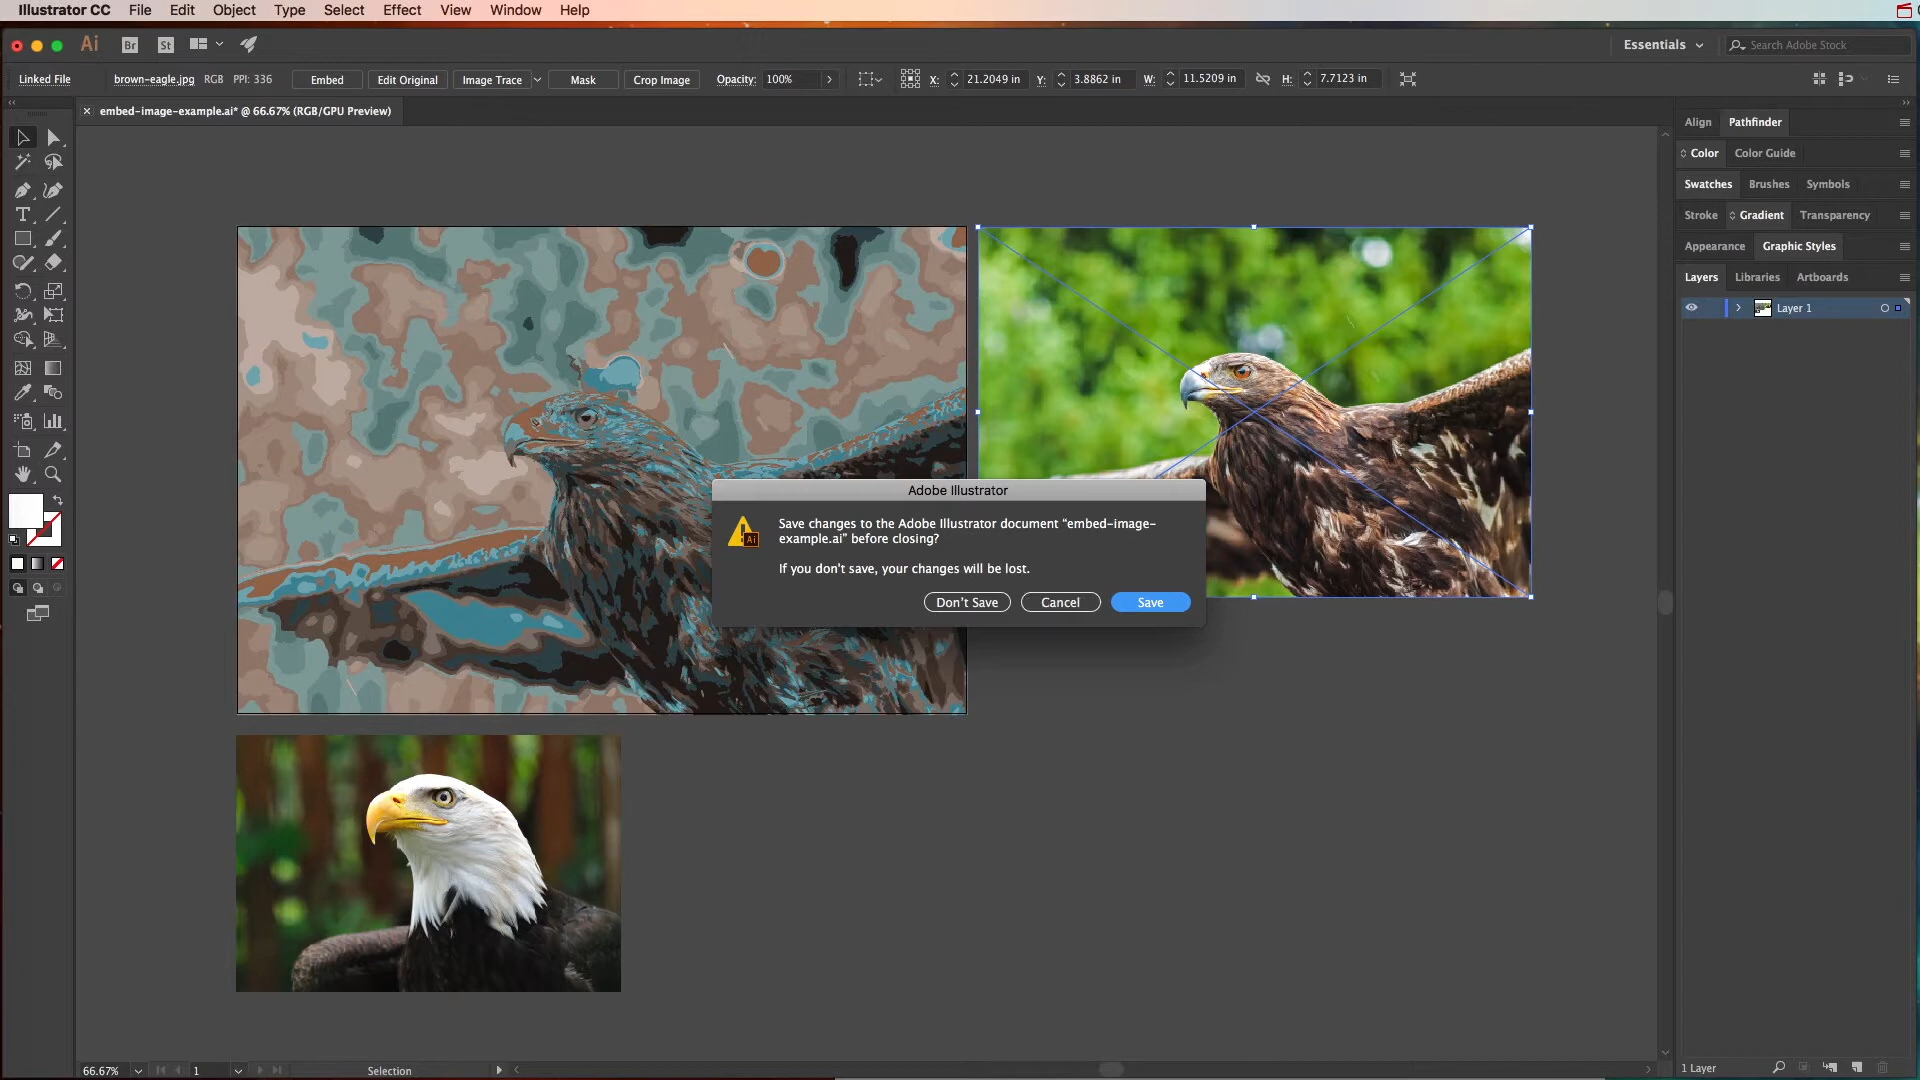 Illustrator CC File Edit Object Type Select Effect View Window Help
Ai Br St Essentials Search Adobe Stock
Linked File brown-eagle.jpg RGB PPI: 336 Embed Edit Original Image Trace Mask Crop Image Opacity: 100% X: 21.2049 in Y: 3.8862 in W: 11.5209 in H: 7.7123 in
embed-image-example.ai* @ 66.67% (RGB/GPU Preview)
Align Pathfinder
Color Color Guide
Swatches Brushes Symbols
Stroke Gradient Transparency
Appearance Graphic Styles
Layers Libraries Artboards
Layer 1
Adobe Illustrator
Save changes to the Adobe Illustrator document “embed-image-
example.ai” before closing?
If you don’t save, your changes will be lost.
Don’t Save Cancel Save
66.67% 1 Selection 1 Layer